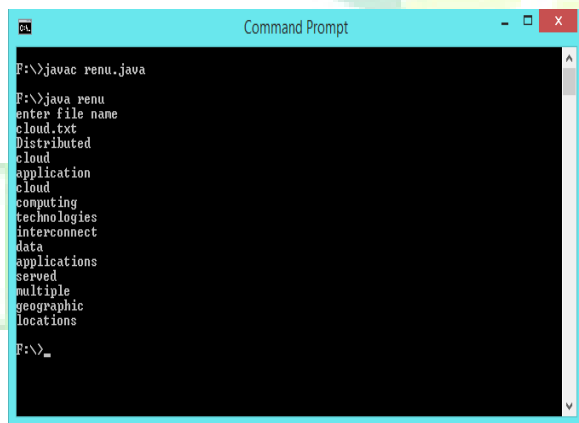 C:\.
Command Prompt
F:\>javac renu.java
F:\>java renu
enter file name
cloud.txt
Distributed
cloud
application
cloud
computing
technologies
interconnect
data
applications
served
multiple
geographic
locations
F:\>_